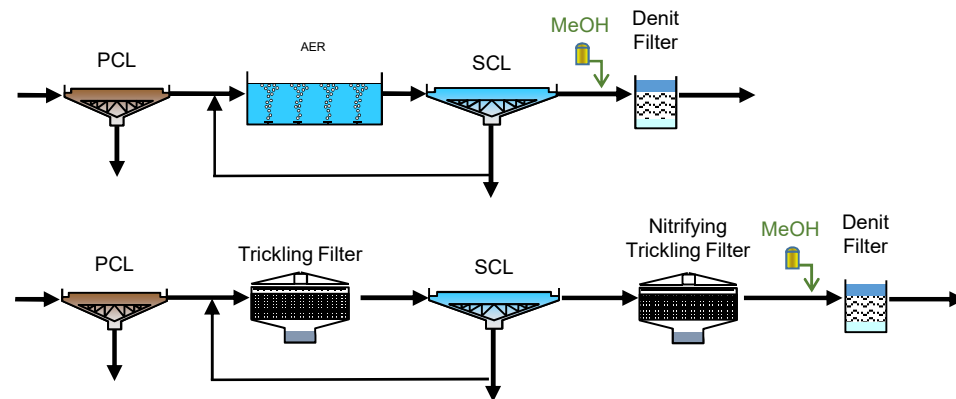 MeOH
Denit
Filter
PCL
AER
SCL
Trickling Filter
Nitrifying
Trickling Filter
MeOH
Denit
Filter
PCL
SCL